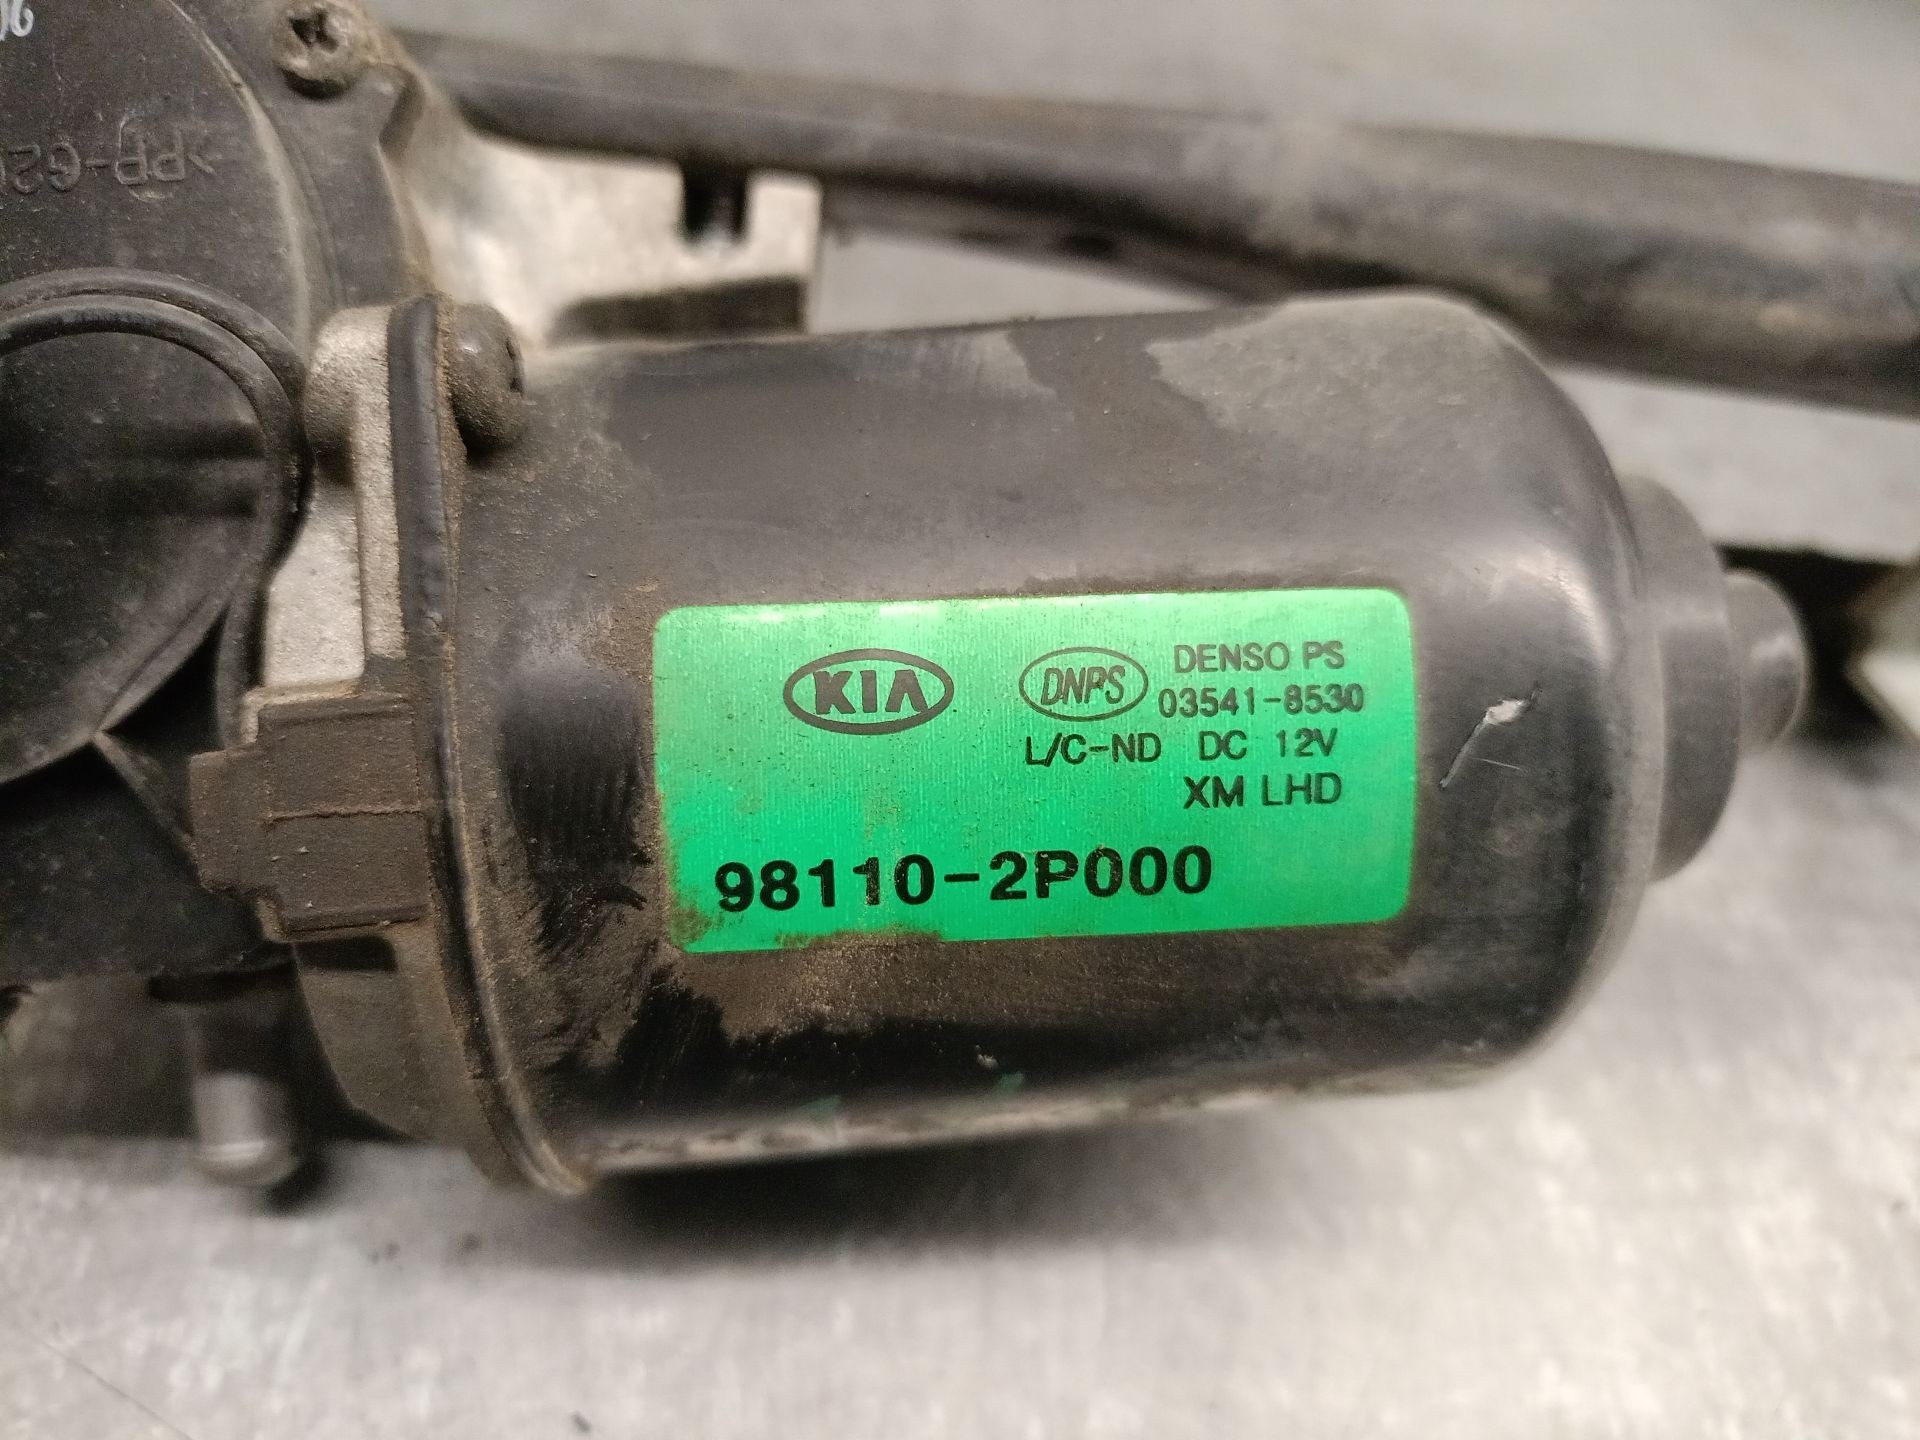 KIA
DNPS
DENSO PS
03541-8530
L/C-ND DC 12V
XM LHD
98110-2P000